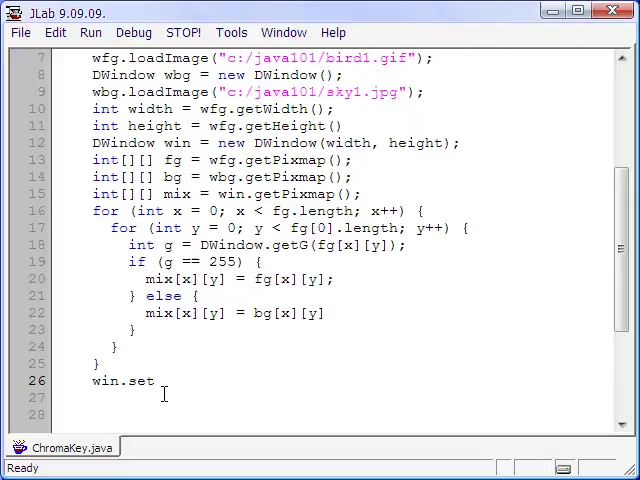 JLab 9.09.09.
File Edit Run Debug STOP! Tools Window Help
7 wfg.loadImage("c:/java101/bird1.gif");
8 DWindow wbg = new DWindow();
9 wbg.loadImage("c:/java101/sky1.jpg");
10 int width = wfg.getWidth();
11 int height = wfg.getHeight()
12 DWindow win = new DWindow(width, height);
13 int[][] fg = wfg.getPixmap();
14 int[][] bg = wbg.getPixmap();
15 int[][] mix = win.getPixmap();
16 for (int x = 0; x < fg.length; x++) {
17 for (int y = 0; y < fg[0].length; y++) {
18 int g = DWindow.getG(fg[x][y]);
19 if (g == 255) {
20 mix[x][y] = fg[x][y];
21 } else {
22 mix[x][y] = bg[x][y]
23 }
24 }
25 }
26 win.set
27
28
ChromaKey.java
Ready